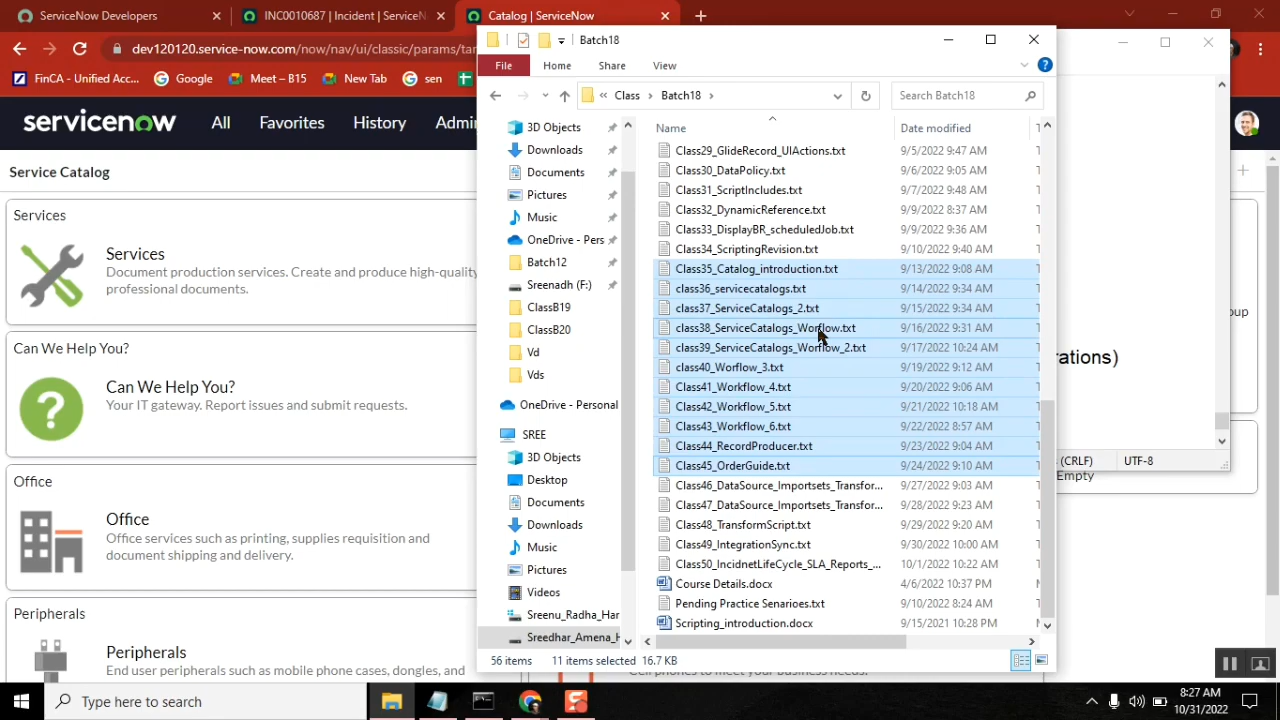 ServiceNow Developers
INC0010687 | Incident | ServiceN
Catalog | ServiceNow
dev120120.service-now.com/now/nav/ui/classic/params/tar
FinCA - Unified Acc...
Google
Meet – B15
New Tab
sen
servicenow
All
Favorites
History
Admi
Service Catalog
Services
Services
Document production services. Create and produce high-quality
professional documents.
Can We Help You?
Can We Help You?
Your IT gateway. Report issues and submit requests.
Office
Office
Office services such as printing, supplies requisition and
document shipping and delivery.
Peripherals
Peripherals
End user peripherals such as mobile phone cases, dongles, and
Batch18
File
Home
Share
View
« Class › Batch18 ›
Search Batch18
3D Objects
Downloads
Documents
Pictures
Music
OneDrive - Pers
Batch12
Sreenadh (F:)
ClassB19
ClassB20
Vd
Vds
OneDrive - Personal
SREE
3D Objects
Desktop
Documents
Downloads
Music
Pictures
Videos
Sreenu_Radha_Har
Sreedhar_Amena_H
Name
Date modified
T
Class29_GlideRecord_UIActions.txt 9/5/2022 9:47 AM
Class30_DataPolicy.txt 9/6/2022 9:05 AM
Class31_ScriptIncludes.txt 9/7/2022 9:48 AM
Class32_DynamicReference.txt 9/9/2022 8:37 AM
Class33_DisplayBR_scheduledJob.txt 9/9/2022 9:36 AM
Class34_ScriptingRevision.txt 9/10/2022 9:40 AM
Class35_Catalog_introduction.txt 9/13/2022 9:08 AM
class36_servicecatalogs.txt 9/14/2022 9:34 AM
class37_ServiceCatalogs_2.txt 9/15/2022 9:34 AM
class38_ServiceCatalogs_Worflow.txt 9/16/2022 9:31 AM
class39_ServiceCatalogs_Worflow_2.txt 9/17/2022 10:24 AM
class40_Worflow_3.txt 9/19/2022 9:12 AM
Class41_Workflow_4.txt 9/20/2022 9:06 AM
Class42_Workflow_5.txt 9/21/2022 10:18 AM
Class43_Workflow_6.txt 9/22/2022 8:57 AM
Class44_RecordProducer.txt 9/23/2022 9:04 AM
Class45_OrderGuide.txt 9/24/2022 9:10 AM
Class46_DataSource_Importsets_Transfor... 9/27/2022 9:03 AM
Class47_DataSource_Importsets_Transfor... 9/28/2022 9:23 AM
Class48_TransformScript.txt 9/29/2022 9:20 AM
Class49_IntegrationSync.txt 9/30/2022 10:00 AM
Class50_IncidnetLifeCycle_SLA_Reports_... 10/1/2022 10:22 AM
Course Details.docx 4/6/2022 10:37 PM
Pending Practice Senarioes.txt 9/10/2022 8:24 AM
Scripting_introduction.docx 9/15/2021 10:28 PM
56 items
11 items selected 16.7 KB
oup
rations)
(CRLF)
UTF-8
Empty
Type here to search
8:27 AM
10/31/2022